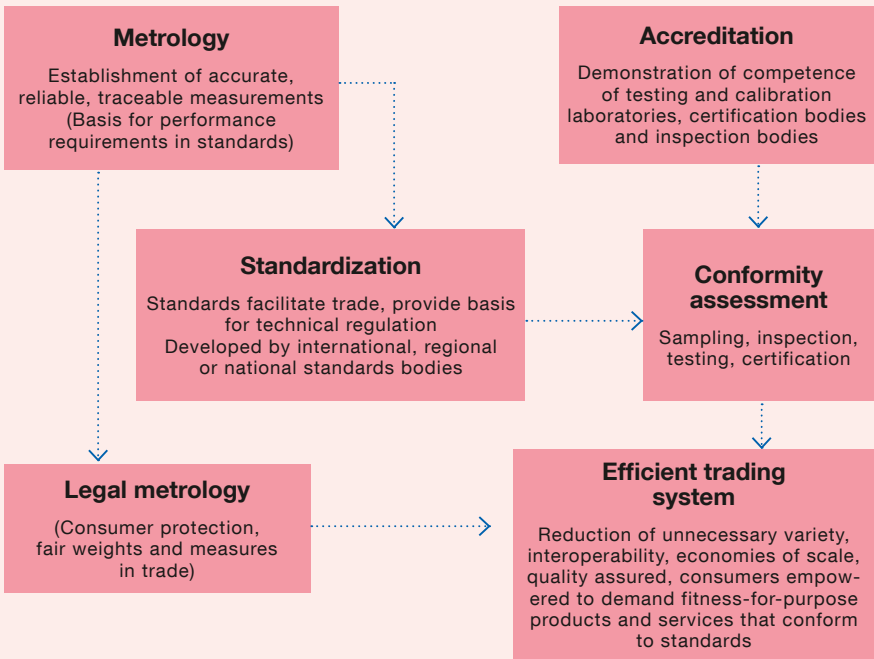 Metrology
Establishment of accurate,
reliable, traceable measurements
(Basis for performance
requirements in standards)
Accreditation
Demonstration of competence
of testing and calibration
laboratories, certification bodies
and inspection bodies
Standardization
Standards facilitate trade, provide basis
for technical regulation
Developed by international, regional
or national standards bodies
Conformity
assessment
Sampling, inspection,
testing, certification
Legal metrology
(Consumer protection,
fair weights and measures
in trade)
Efficient trading
system
Reduction of unnecessary variety,
interoperability, economies of scale,
quality assured, consumers empow-
ered to demand fitness-for-purpose
products and services that conform
to standards